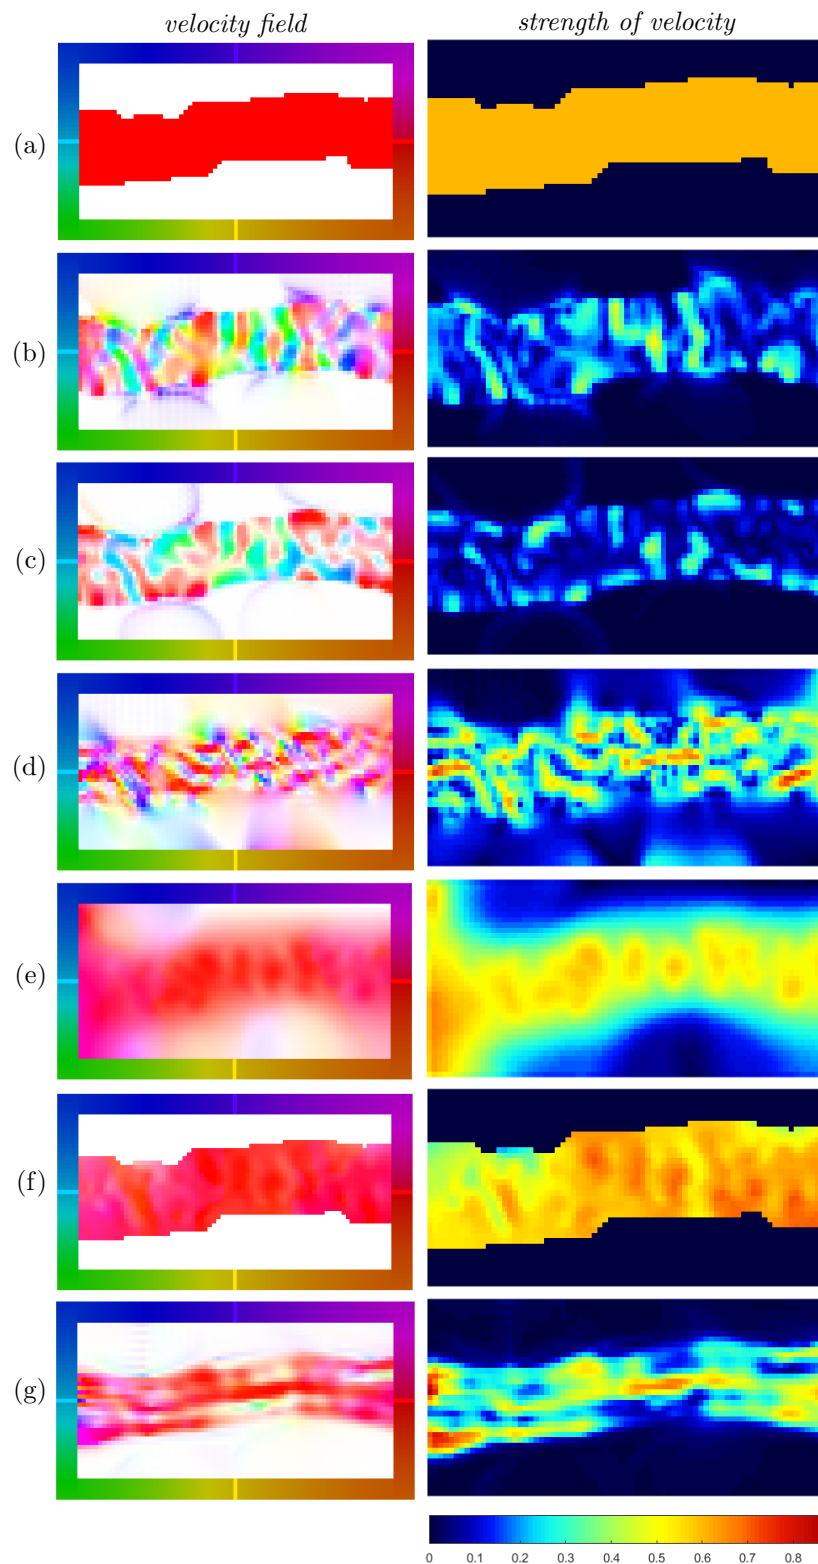 velocity field strength of velocity
(a)
(b)
(c)
(d)
(e)
(f)
(g)
0 0.1 0.2 0.3 0.4 0.5 0.6 0.7 0.8